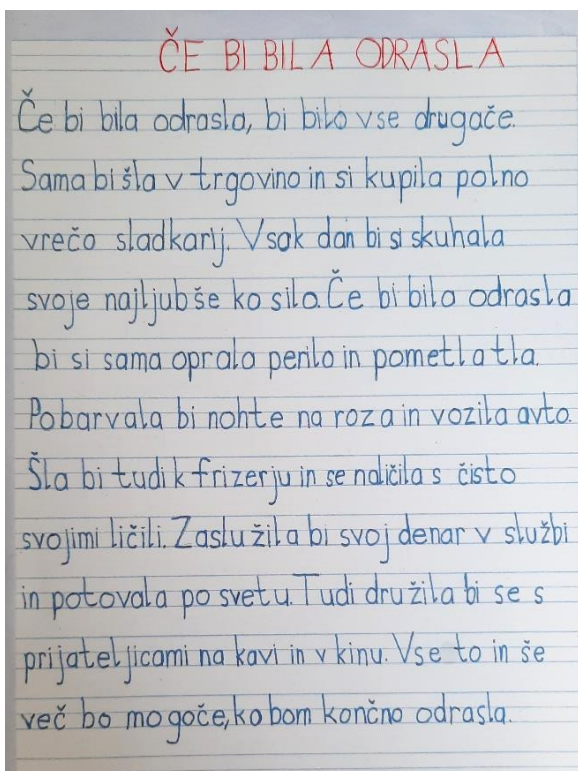 ČE BI BILA ODRASLA
Če bi bila odrasla, bi bilo vse drugače.
Sama bi šla v trgovino in si kupila polno
vrečo sladkarij. Vsak dan bi si skuhala
svoje najljubše kosilo. Če bi bila odrasla
bi si sama oprala perilo in pometla tla.
Pobarvala bi nohte na roza in vozila avto.
Šla bi tudi k frizerju in se naličila s čisto
svojimi ličili. Zaslužila bi svoj denar v službi
in potovala po svetu. Tudi družila bi se s
prijateljicami na kavi in v kinu. Vse to in še
več bo mogoče, ko bom končno odrasla.